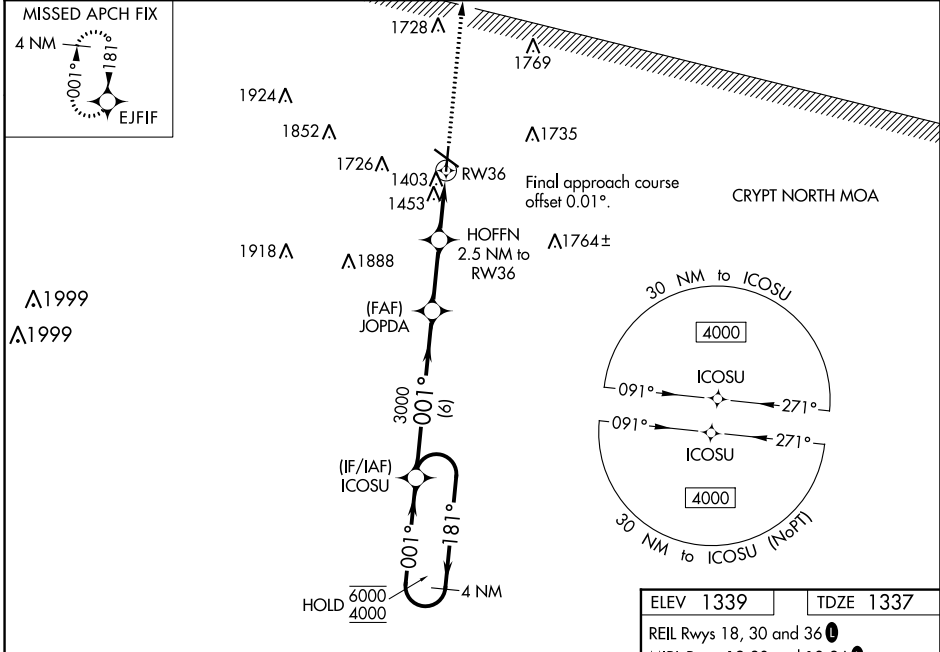 MISSED APCH FIX
4 NM
001°
181°
EJFIF
1728
1769
1924
1852
1735
1726
1403
RW36
1453
Final approach course
offset 0.01°.
CRYPT NORTH MOA
HOFFN
2.5 NM to
RW36
1764±
1918
1888
1999
1999
(FAF)
JOPDA
3000
001°
(6)
(IF/IAF)
ICOSU
001°
181°
HOLD 6000
4000
4 NM
30 NM to ICOSU
4000
ICOSU
091°
271°
091°
271°
ICOSU
4000
30 NM to ICOSU (NoPT)
ELEV 1339
TDZE 1337
REIL Rwys 18, 30 and 36 L